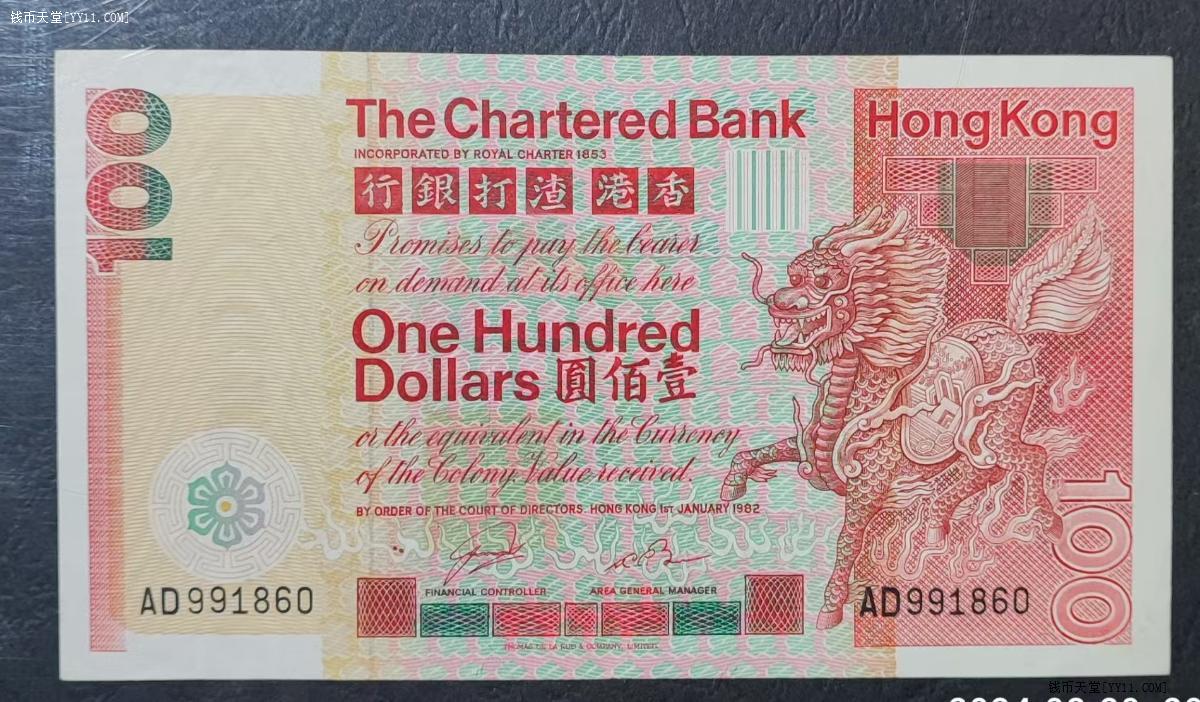 钱币天堂[YY11.COM]
100
The Chartered Bank
INCORPORATED BY ROYAL CHARTER 1853
行銀打渣 港香
Promises to pay the bearer
on demand at its office here
One Hundred
Dollars 圓佰壹
or the equivalent in the Currency
of the Colony. Value received.
BY ORDER OF THE COURT OF DIRECTORS. HONG KONG 1ST JANUARY 1982
FINANCIAL CONTROLLER
AREA GENERAL MANAGER
THOMAS DE LA RUE & COMPANY, LIMITED.
AD991860
Hong Kong
100
AD991860
钱币天堂[YY11.COM]